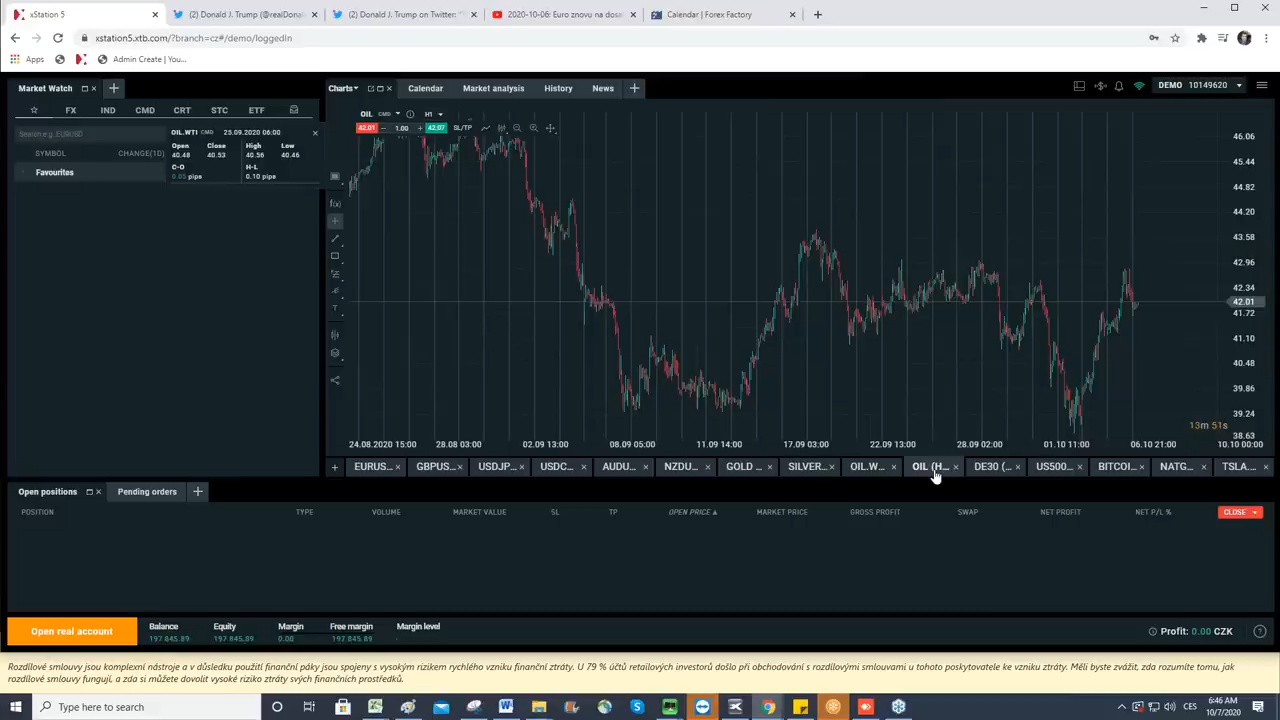 xStation 5
(2) Donald J. Trump (@realDona
(2) Donald J. Trump on Twitter: "
2020-10-06: Euro znovu na dosa
Calendar | Forex Factory
xstation5.xtb.com/?branch=cz#/demo/loggedIn
Apps
Admin Create | You...
Market Watch
Charts
Calendar
Market analysis
History
News
DEMO 10149620
FX IND CMD CRT STC ETF
Search e.g. EURUSD
SYMBOL CHANGE(1D)
Favourites
OIL.WTI CMD 25.09.2020 06:00
Open Close High Low
40.48 40.53 40.56 40.46
C-O H-L
0.05 pips 0.10 pips
OIL CMD H1
42.01 1.00 42.07 SL/TP
f(x)
T
46.06
45.44
44.82
44.20
43.58
42.96
42.34
42.01
41.72
41.10
40.48
39.86
39.24
38.63
13m 51s
24.08.2020 15:00 28.08 03:00 02.09 13:00 08.09 05:00 11.09 14:00 17.09 03:00 22.09 13:00 28.09 02:00 01.10 11:00 06.10 21:00 10.10 00:00
EURUS... GBPUS... USDJP... USDC... AUDU... NZDU... GOLD ... SILVER... OIL.W... OIL (H... DE30 (... US500... BITCOI... NATG... TSLA...
Open positions
Pending orders
POSITION TYPE VOLUME MARKET VALUE SL TP OPEN PRICE MARKET PRICE GROSS PROFIT SWAP NET PROFIT NET P/L % CLOSE
Open real account
Balance Equity Margin Free margin Margin level
197 845.89 197 845.89 0.00 197 845.89 -
Profit: 0.00 CZK
Rozdílové smlouvy jsou komplexní nástroje a v důsledku použití finanční páky jsou spojeny s vysokým rizikem rychlého vzniku finanční ztráty. U 79 % účtů retailových investorů došlo při obchodování s rozdílovými smlouvami u tohoto poskytovatele ke vzniku ztráty. Měli byste zvážit, zda rozumíte tomu, jak
rozdílové smlouvy fungují, a zda si můžete dovolit vysoké riziko ztráty svých finančních prostředků.
Type here to search
CES
6:46 AM
10/7/2020